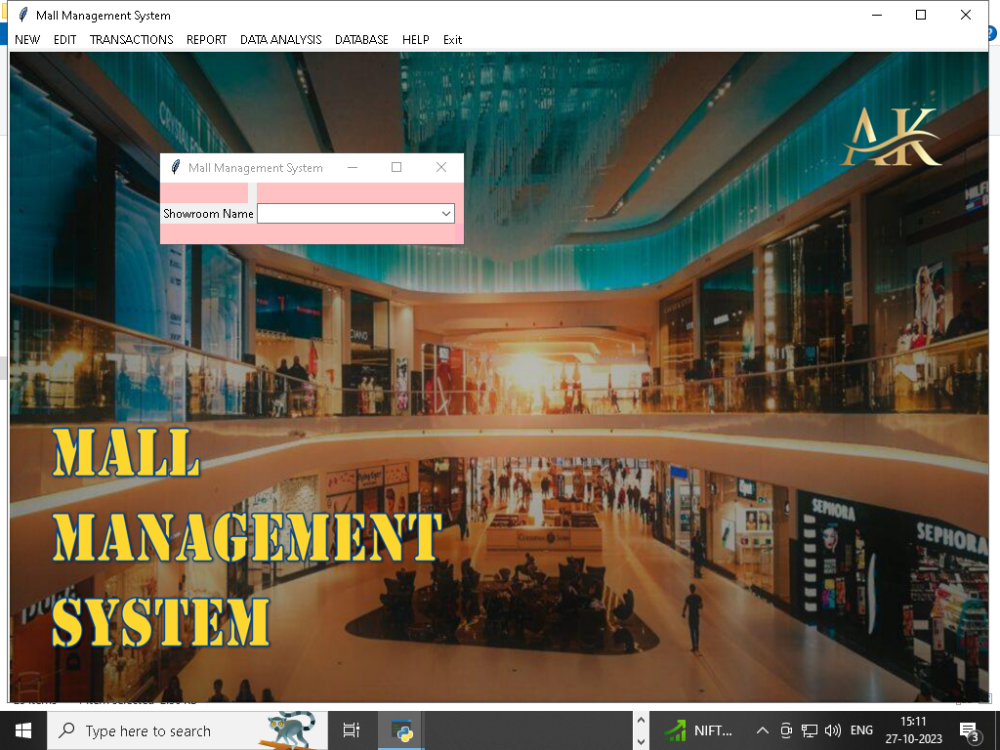 Mall Management System
NEW EDIT TRANSACTIONS REPORT DATA ANALYSIS DATABASE HELP Exit
AK
Mall Management System
Showroom Name
SEPHORA
SEPHORA
MALL
MANAGEMENT
SYSTEM
Type here to search
NIFT...
ENG
15:11
27-10-2023
3